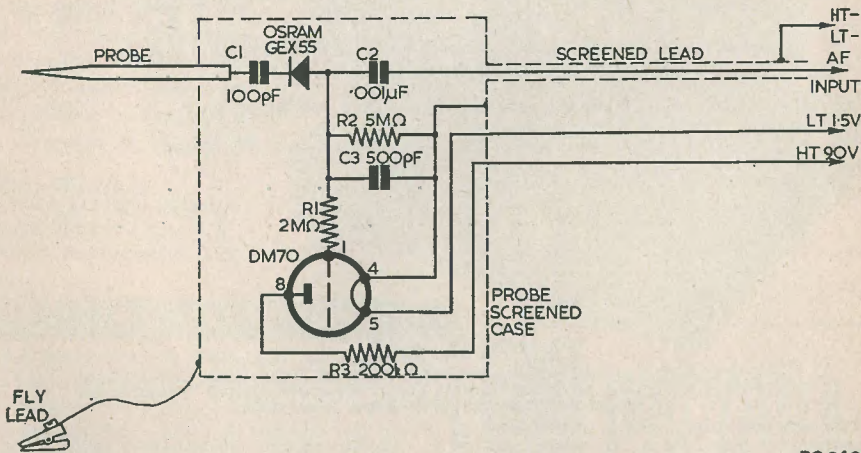 HT-
LT-
AF
INPUT
LT 1.5V
HT 90V
PROBE
C1
100pF
OSRAM
GEX55
C2
.001µF
SCREENED LEAD
R2 5MΩ
C3 500pF
R1
2MΩ
DM70
1
4
8
5
PROBE
SCREENED
CASE
R3 200kΩ
FLY
LEAD